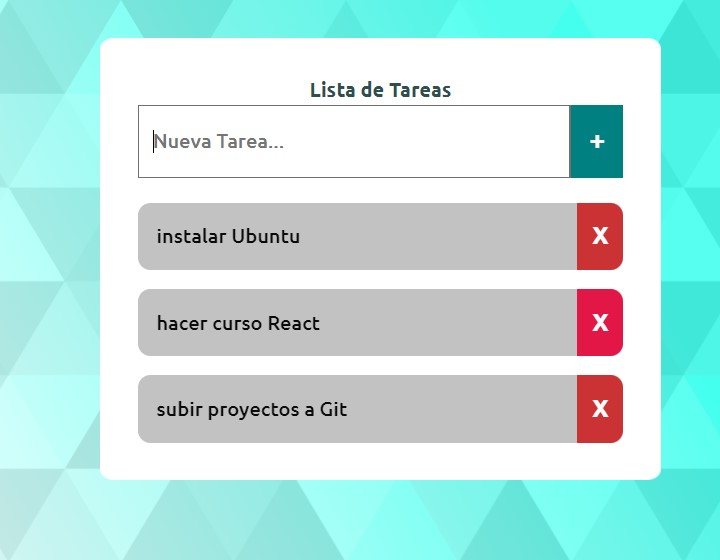 Lista de Tareas
Nueva Tarea... +
instalar Ubuntu X
hacer curso React X
subir proyectos a Git X